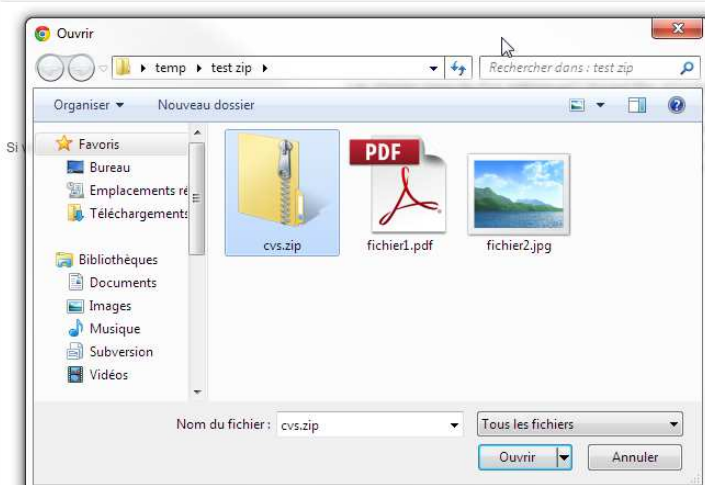 Ouvrir
temp test zip
Rechercher dans : test zip
Organiser Nouveau dossier
Si
Favoris
Bureau
Emplacements ré
Téléchargements
Bibliothèques
Documents
Images
Musique
Subversion
Vidéos
PDF
cvs.zip fichier1.pdf fichier2.jpg
Nom du fichier : cvs.zip Tous les fichiers
Ouvrir Annuler